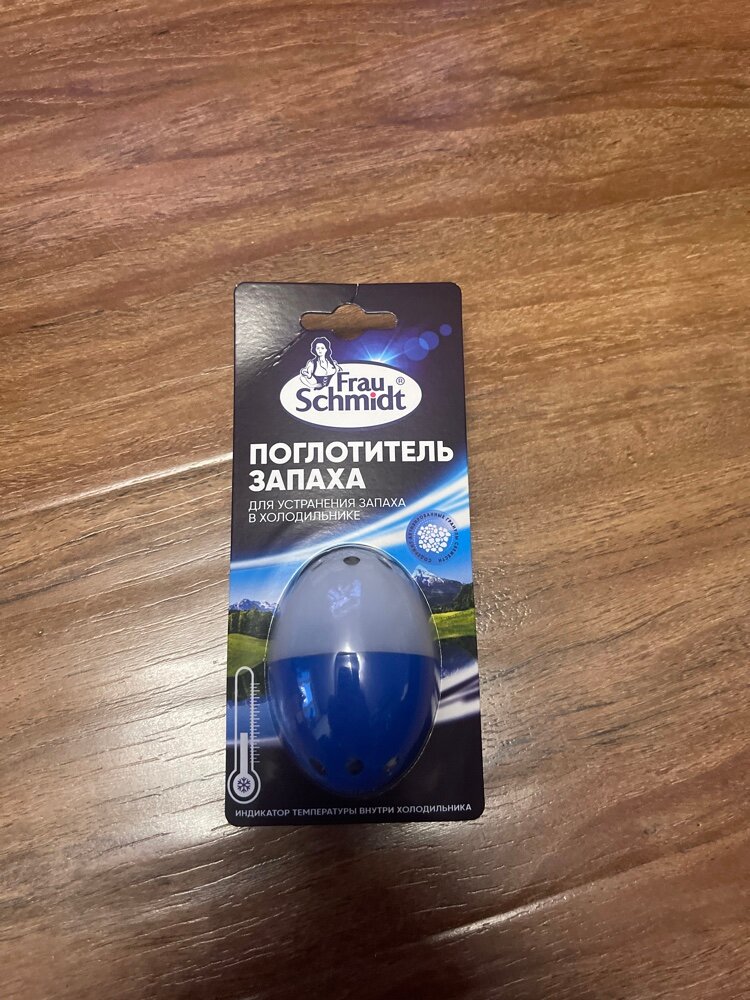 Frau
Schmidt®
ПОГЛОТИТЕЛЬ
ЗАПАХА
ДЛЯ УСТРАНЕНИЯ ЗАПАХА
В ХОЛОДИЛЬНИКЕ
ИНДИКАТОР ТЕМПЕРАТУРЫ ВНУТРИ ХОЛОДИЛЬНИКА